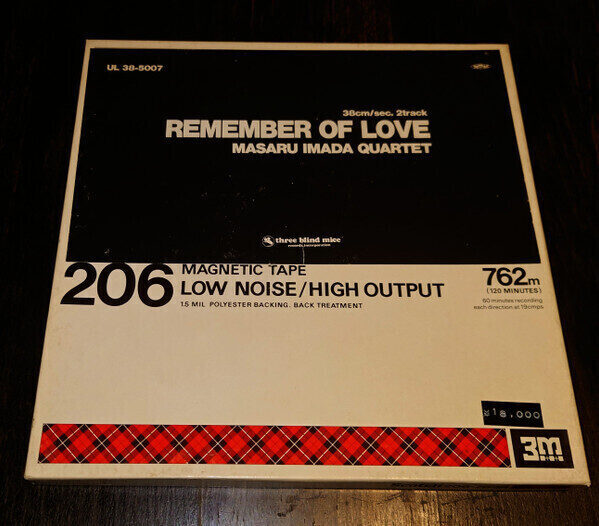 UL 38-5007
38cm/sec. 2track
REMEMBER OF LOVE
MASARU IMADA QUARTET
three blind mice
records, incorporation
206 MAGNETIC TAPE
LOW NOISE/HIGH OUTPUT
1.5 MIL POLYESTER BACKING. BACK TREATMENT
762m
(120 MINUTES)
60 minutes recording
each direction at 19cmps
¥18,000
3M